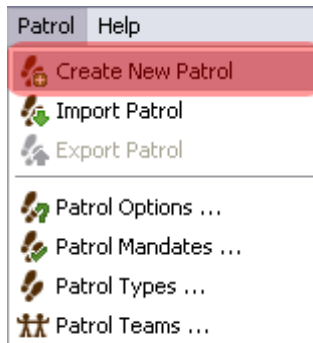 Patrol Help
Create New Patrol
Import Patrol
Export Patrol
Patrol Options ...
Patrol Mandates ...
Patrol Types ...
Patrol Teams ...